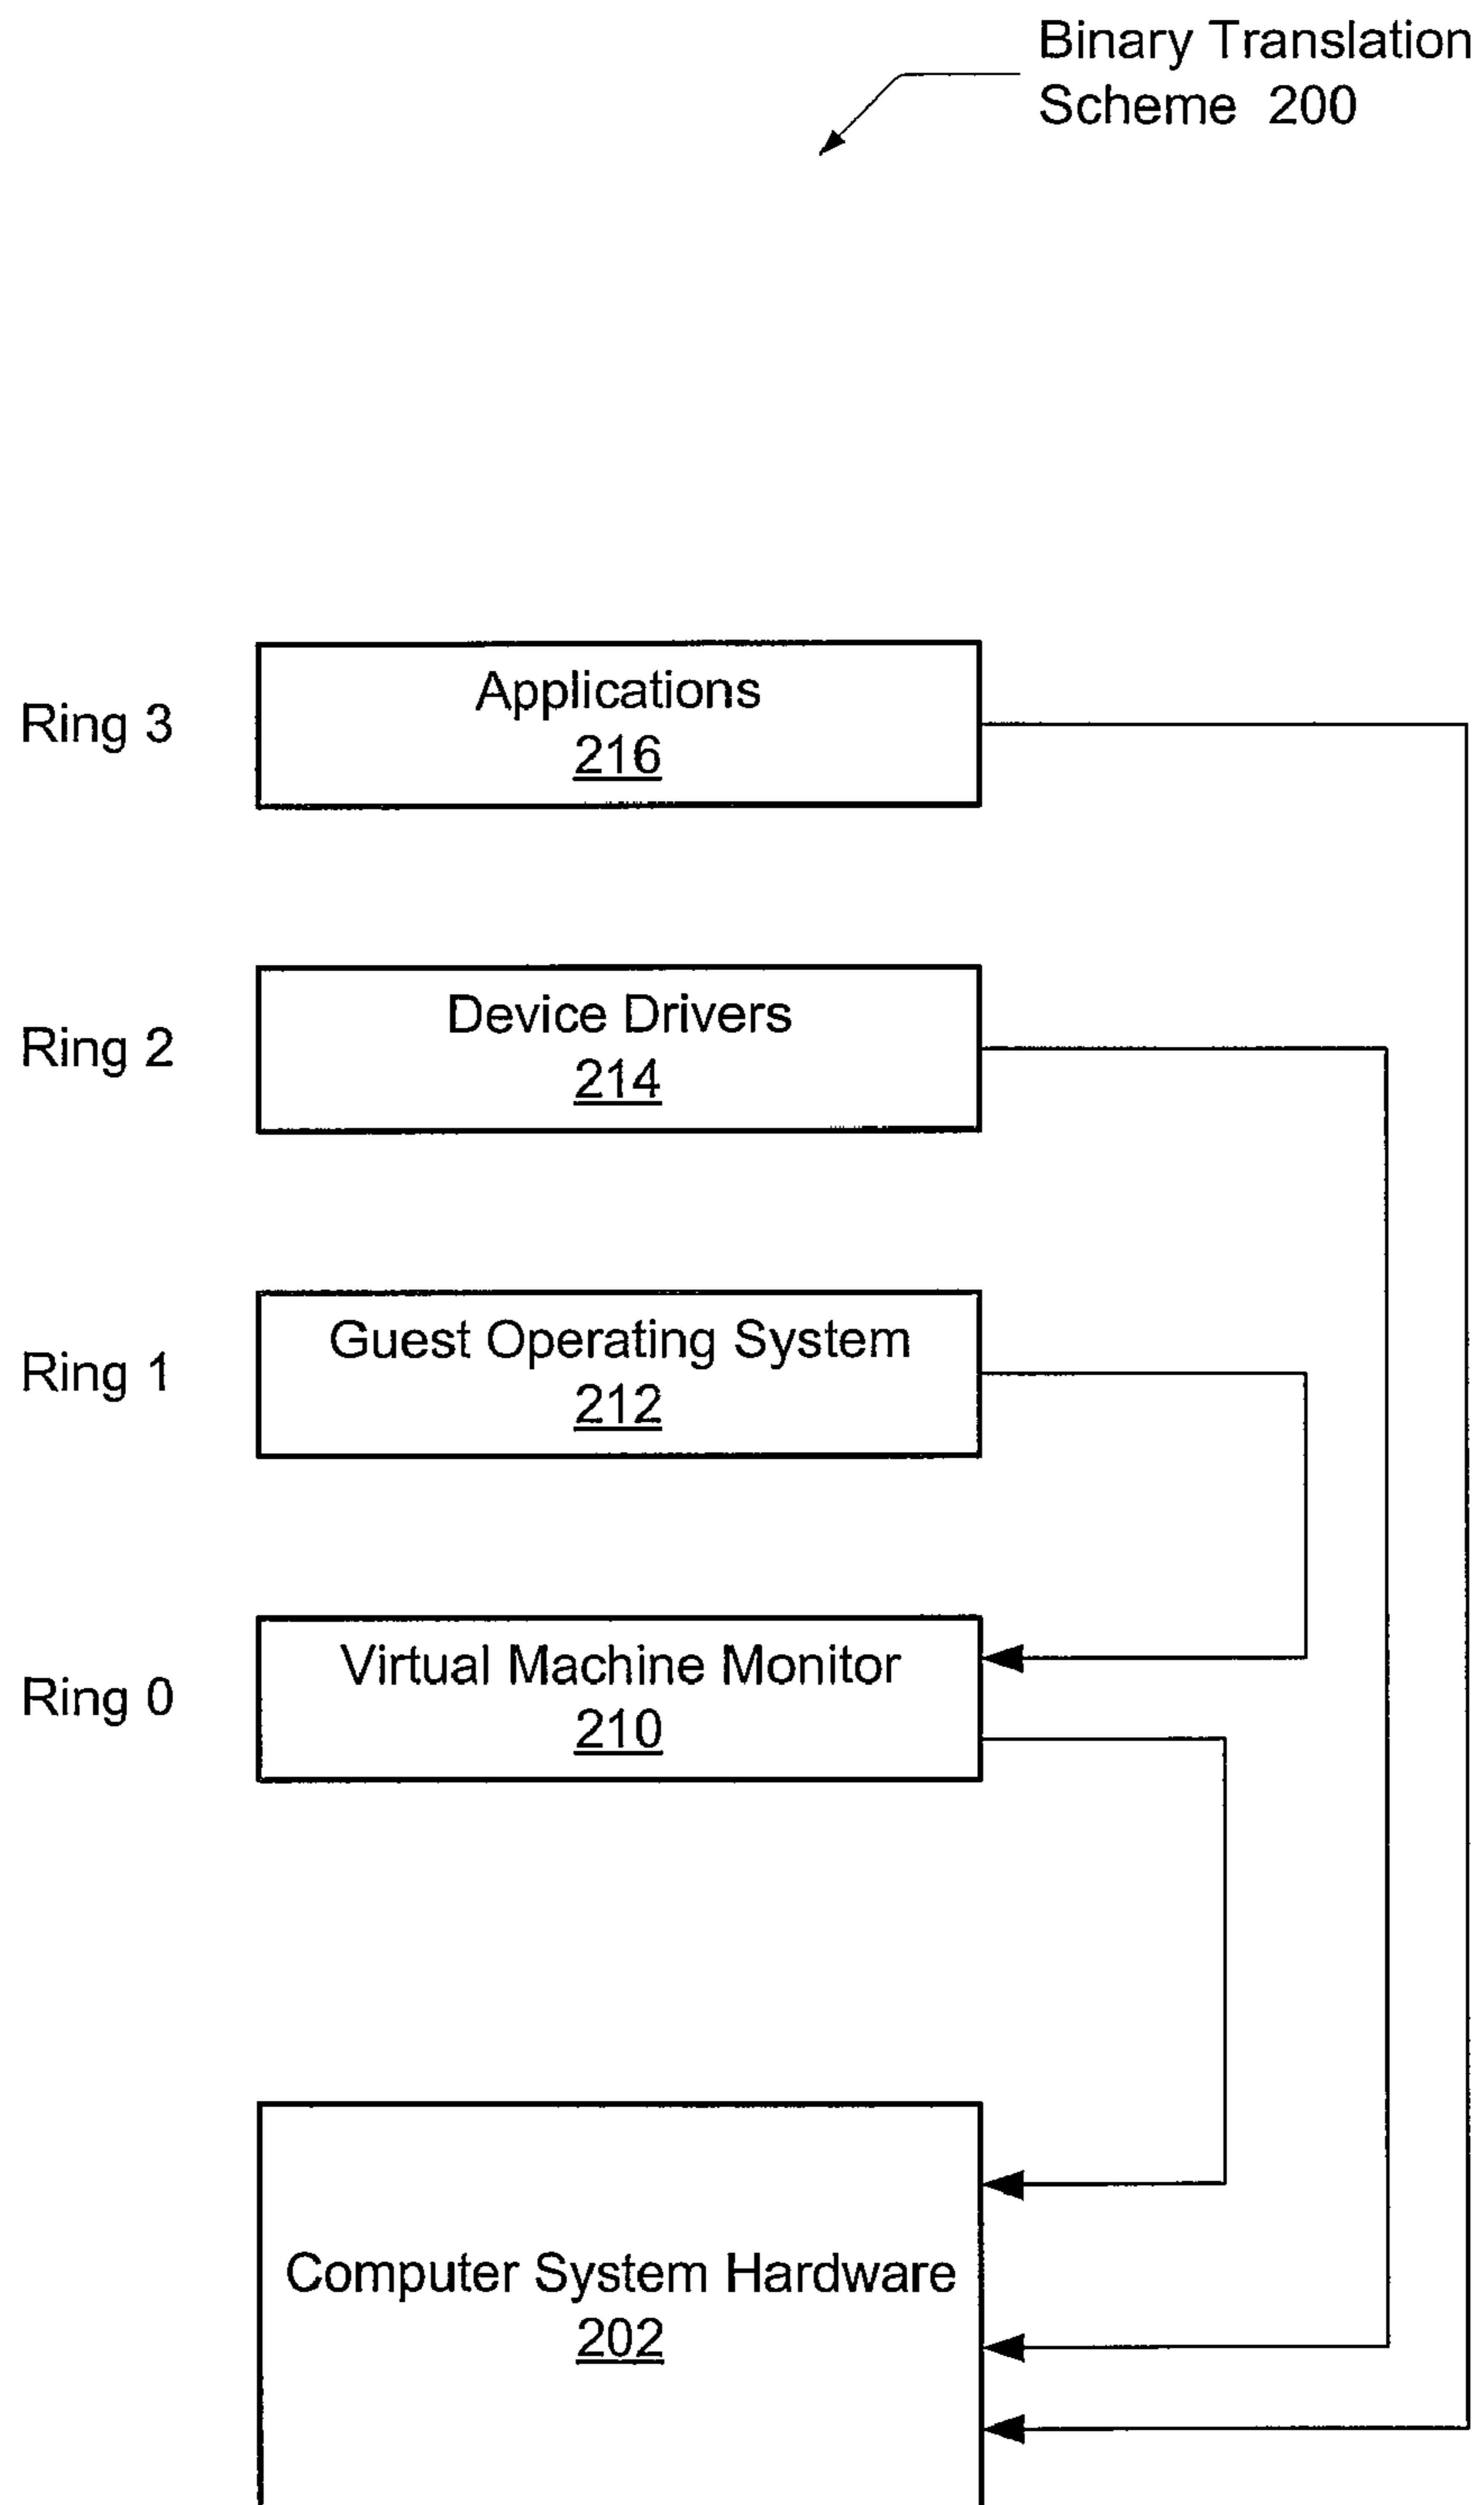 Binary Translation
Scheme 200
Applications
Ring 3
216
Device Drivers
Ring 2
214
Guest Operating System
Ring 1
212
Virtual Machine Monitor
Ring 0
210
Computer System Hardware
202